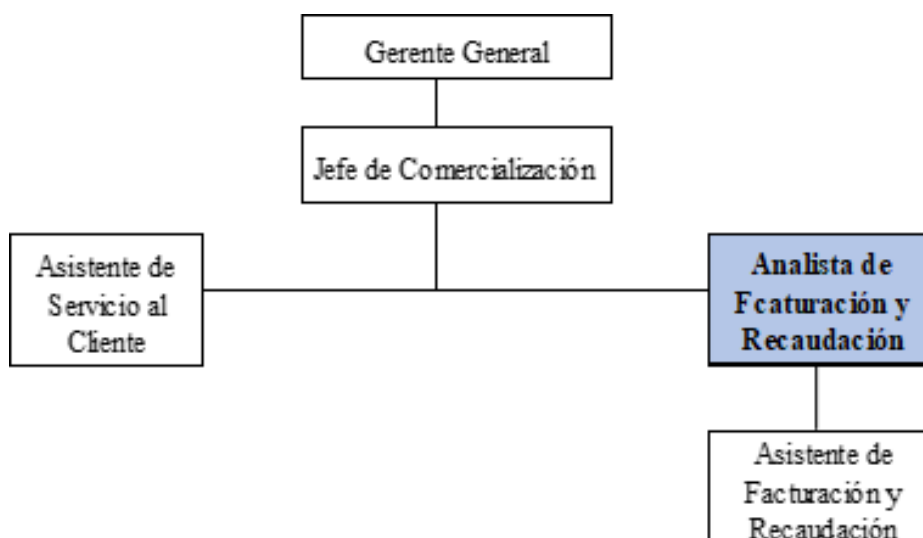 Gerente General
Jefe de Comercialización
Asistente de
Servicio al
Cliente
Analista de
Fcaturación y
Recaudación
Asistente de
Facturación y
Recaudación